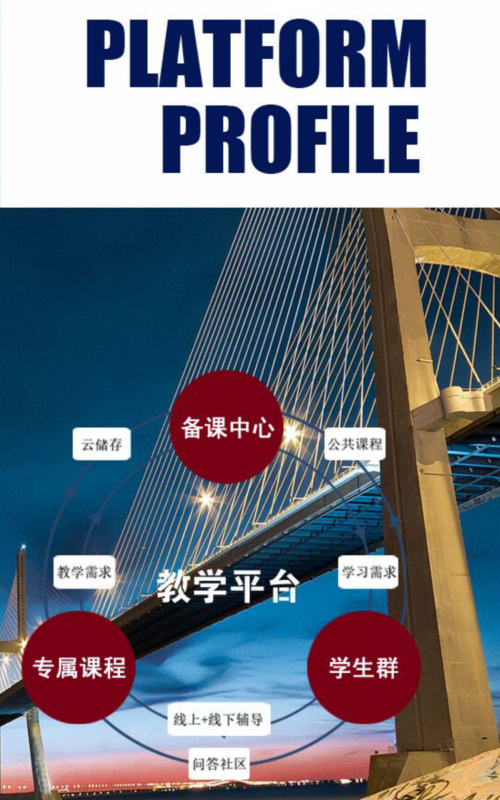 PLATFORM
PROFILE
备课中心
云储存
公共课程
教学需求
教学平台
学习需求
专属课程
学生群
线上+线下辅导
问答社区